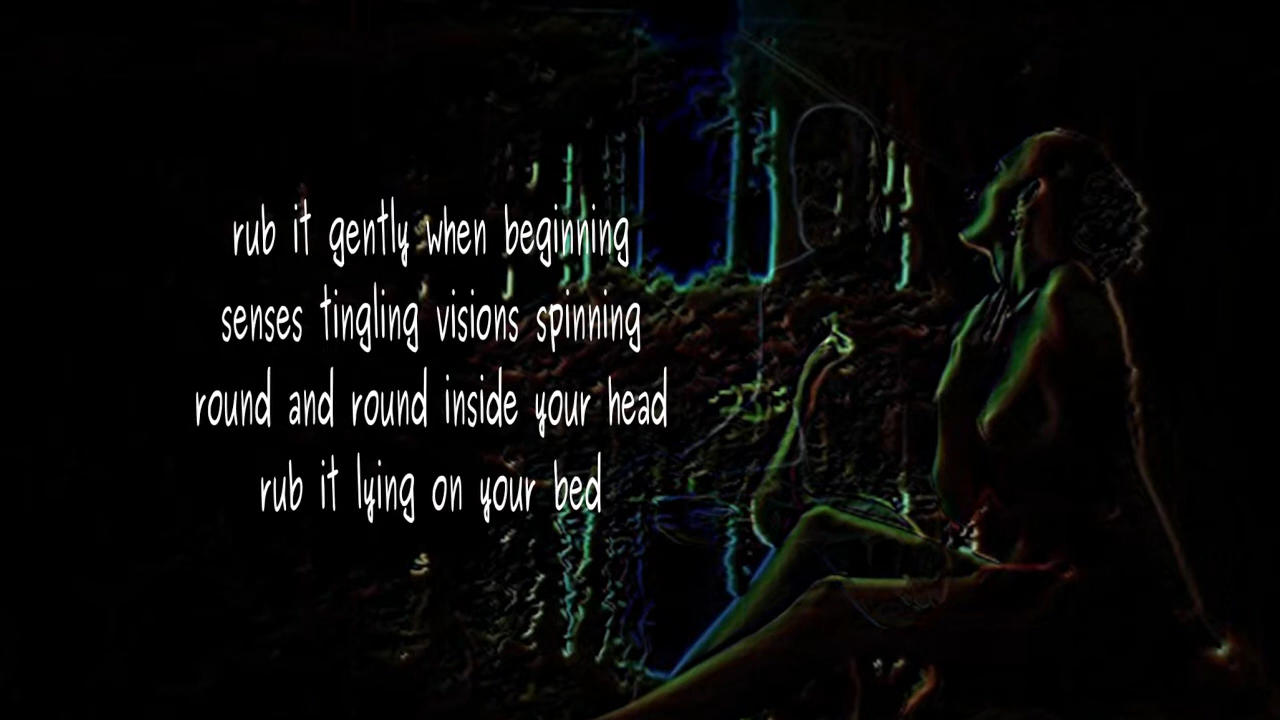 rub it gently when beginning
senses tingling visions spinning
round and round inside your head
rub it lying on your bed